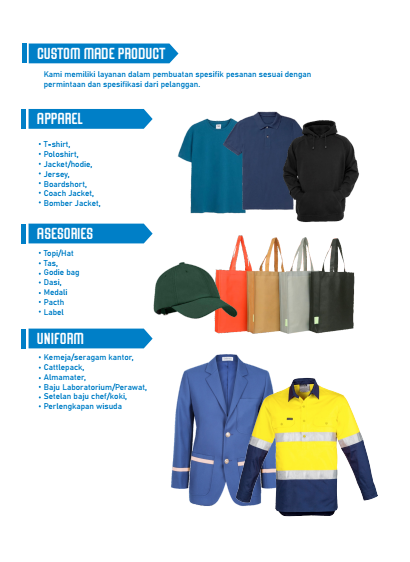 CUSTOM MADE PRODUCT
Kami memiliki layanan dalam pembuatan spesifik pesanan sesuai dengan
permintaan dan spesifikasi dari pelanggan.
APPAREL
• T-shirt,
• Poloshirt,
• Jacket/hodie,
• Jersey,
• Boardshort,
• Coach Jacket,
• Bomber Jacket,
ASESORIES
• Topi/Hat
• Tas,
• Godie bag
• Dasi,
• Medali
• Pacth
• Label
UNIFORM
• Kemeja/seragam kantor,
• Cattlepack,
• Almamater,
• Baju Laboratorium/Perawat,
• Setelan baju chef/koki,
• Perlengkapan wisuda